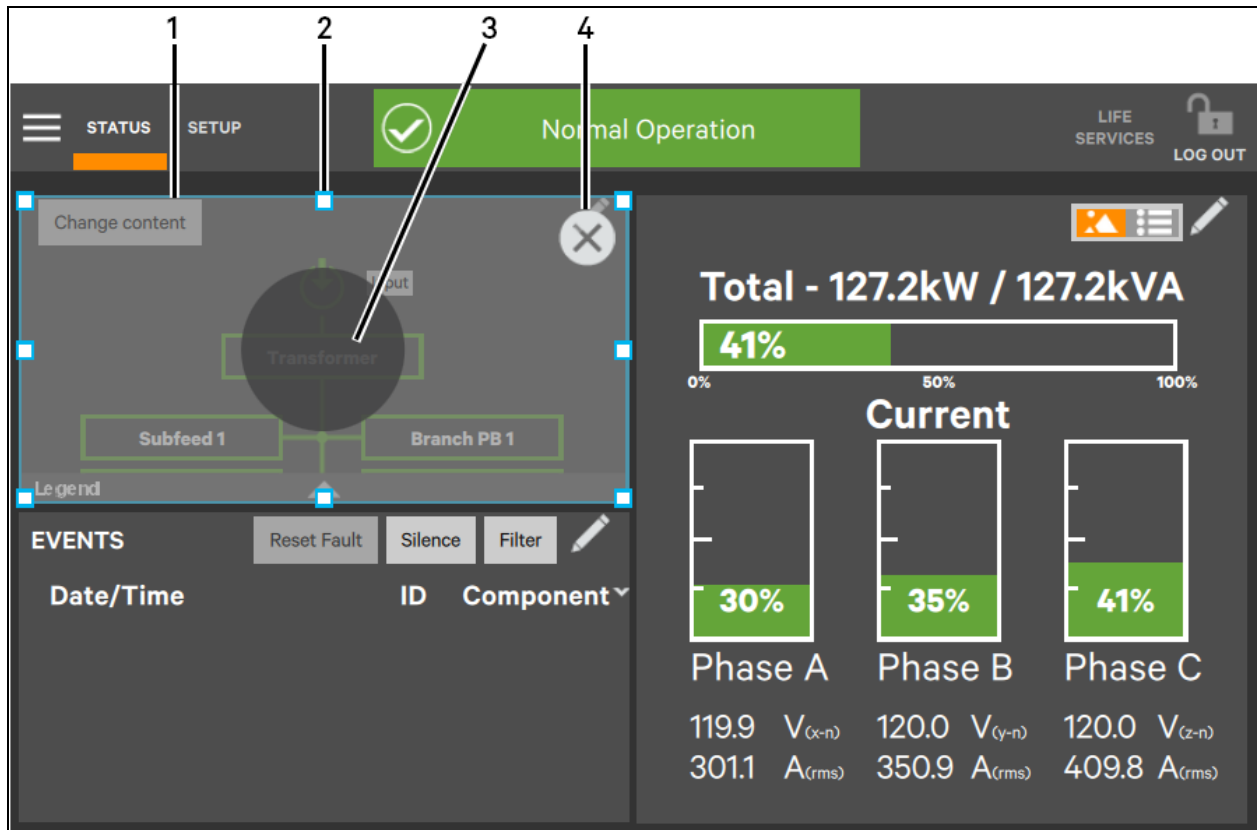 1 2 3 4
STATUS SETUP
Normal Operation
LIFE
SERVICES
LOG OUT
Change content
Input
Transformer
Subfeed 1 Branch PB 1
Legend
EVENTS Reset Fault Silence Filter
Date/Time ID Component
Total - 127.2kW / 127.2kVA
41%
0% 50% 100%
Current
30% 35% 41%
Phase A Phase B Phase C
119.9 V(x-n) 120.0 V(y-n) 120.0 V(z-n)
301.1 A(rms) 350.9 A(rms) 409.8 A(rms)